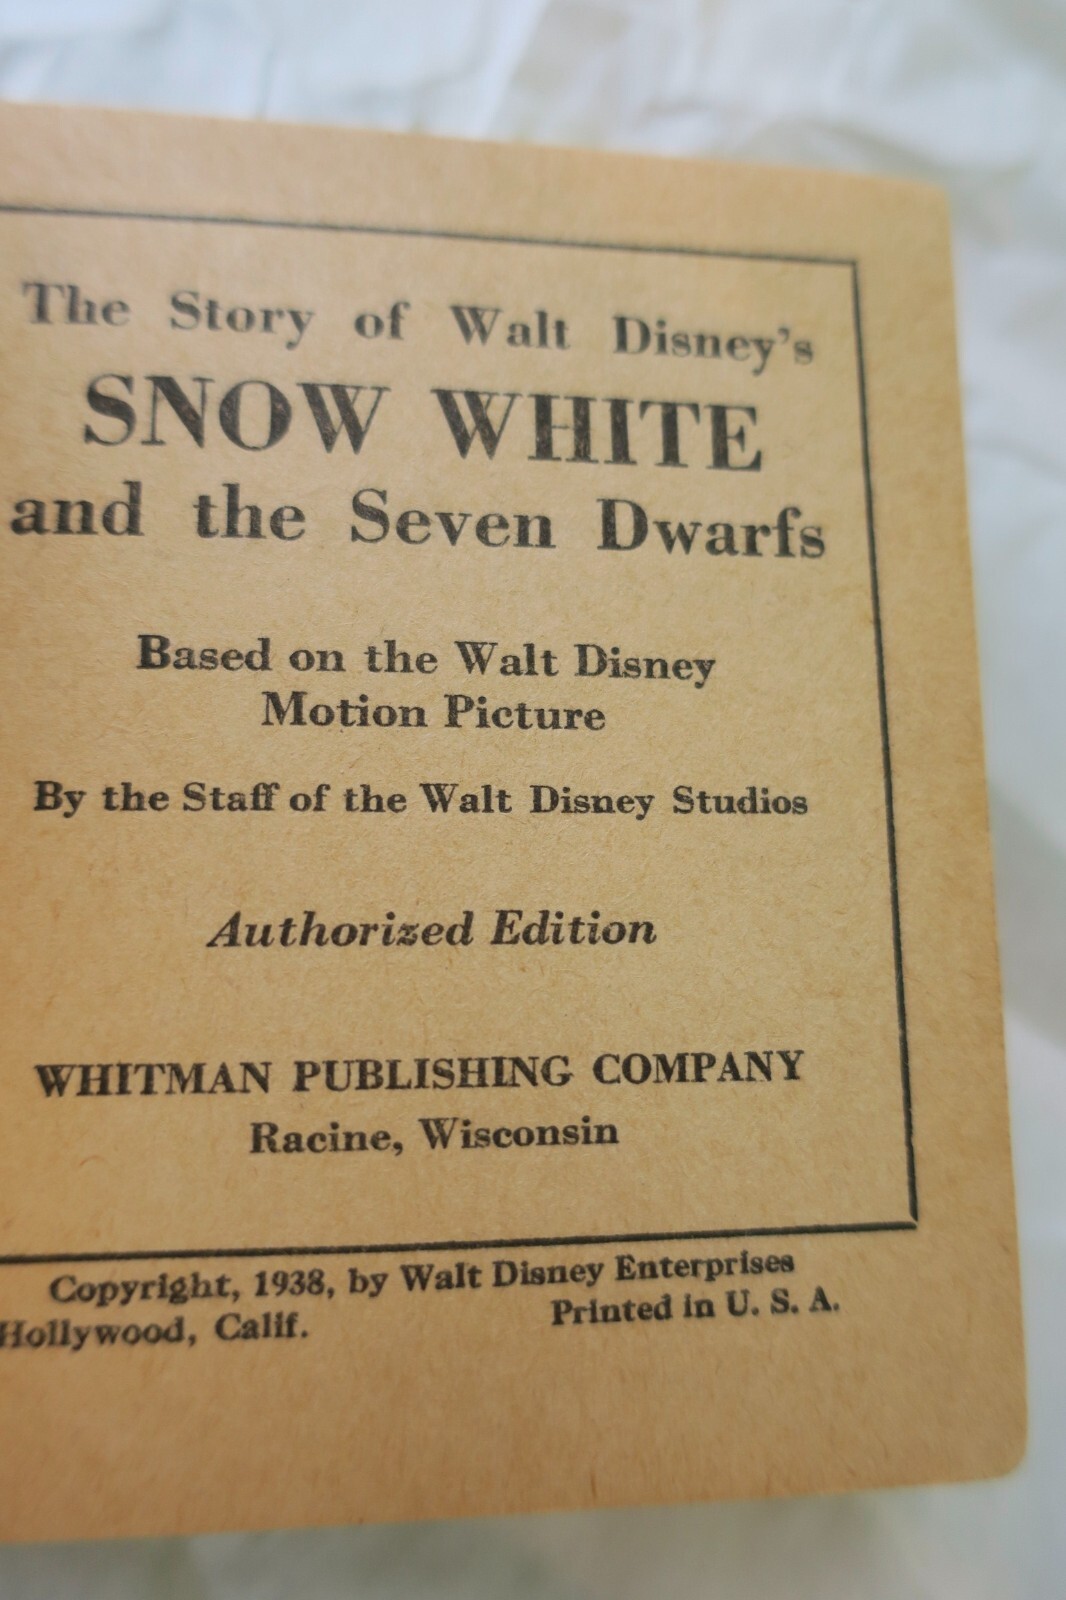 The Story of Walt Disney's
SNOW WHITE
and the Seven Dwarfs
Based on the Walt Disney
Motion Picture
By the Staff of the Walt Disney Studios
Authorized Edition
WHITMAN PUBLISHING COMPANY
Racine, Wisconsin
Copyright, 1938, by Walt Disney Enterprises
Hollywood, Calif. Printed in U. S. A.